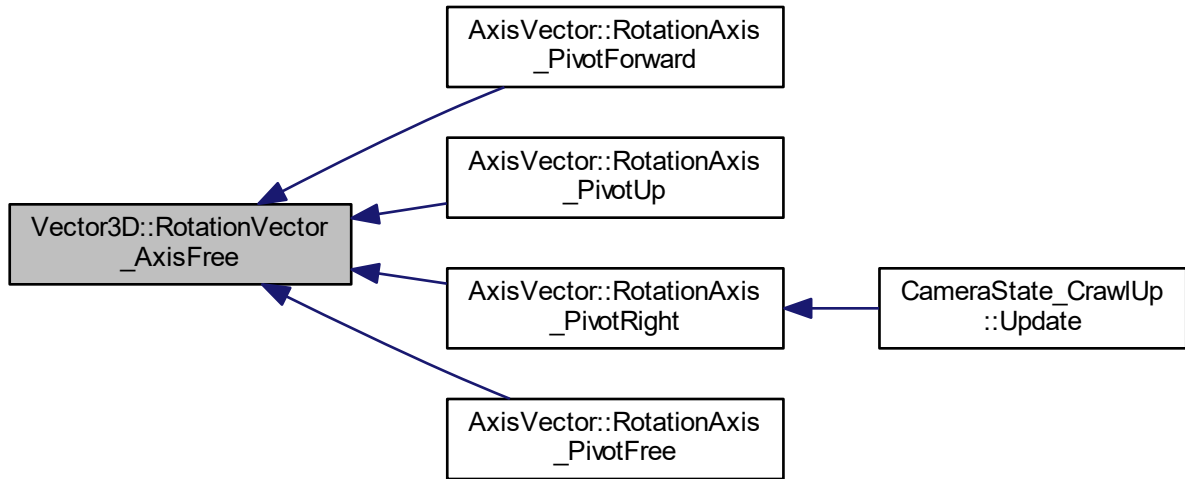 AxisVector::RotationAxis
_PivotForward
AxisVector::RotationAxis
_PivotUp
Vector3D::RotationVector
_AxisFree
AxisVector::RotationAxis
_PivotRight
CameraState_CrawlUp
::Update
AxisVector::RotationAxis
_PivotFree